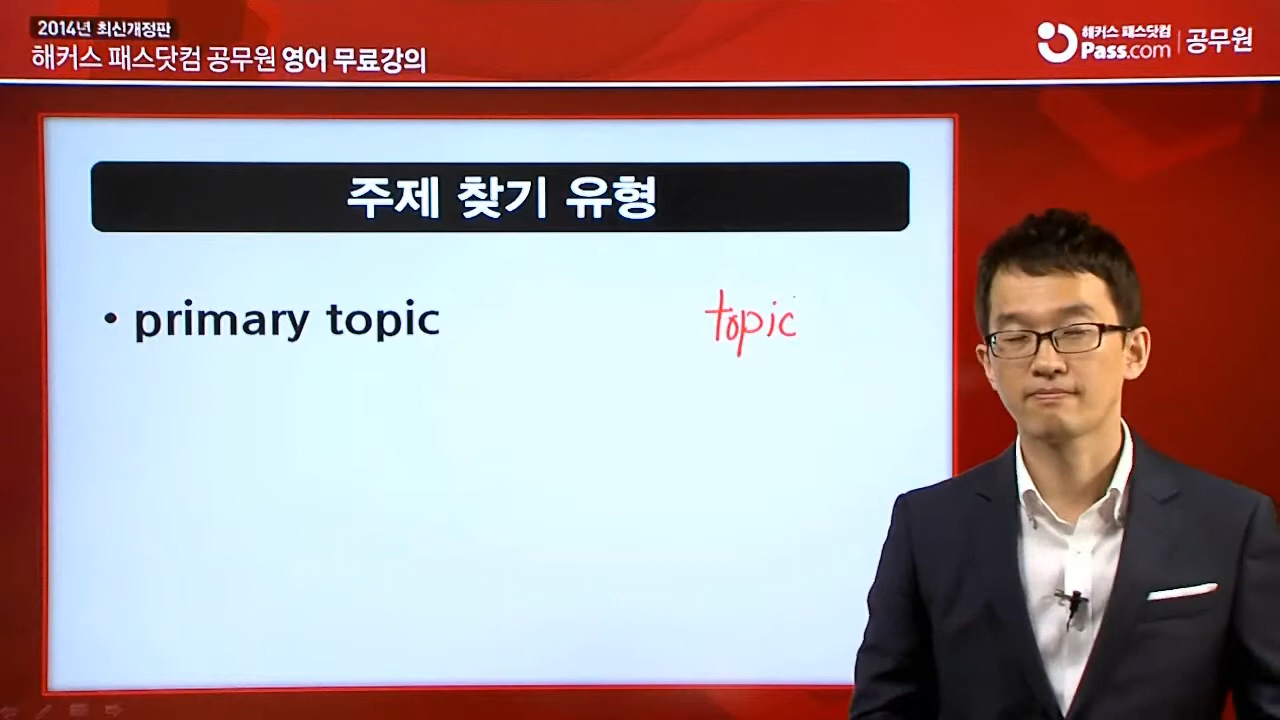 2014년 최신개정판
해커스 패스닷컴 공무원 영어 무료강의
해커스 패스닷컴
Pass.com
공무원
주제 찾기 유형
• primary topic
topic